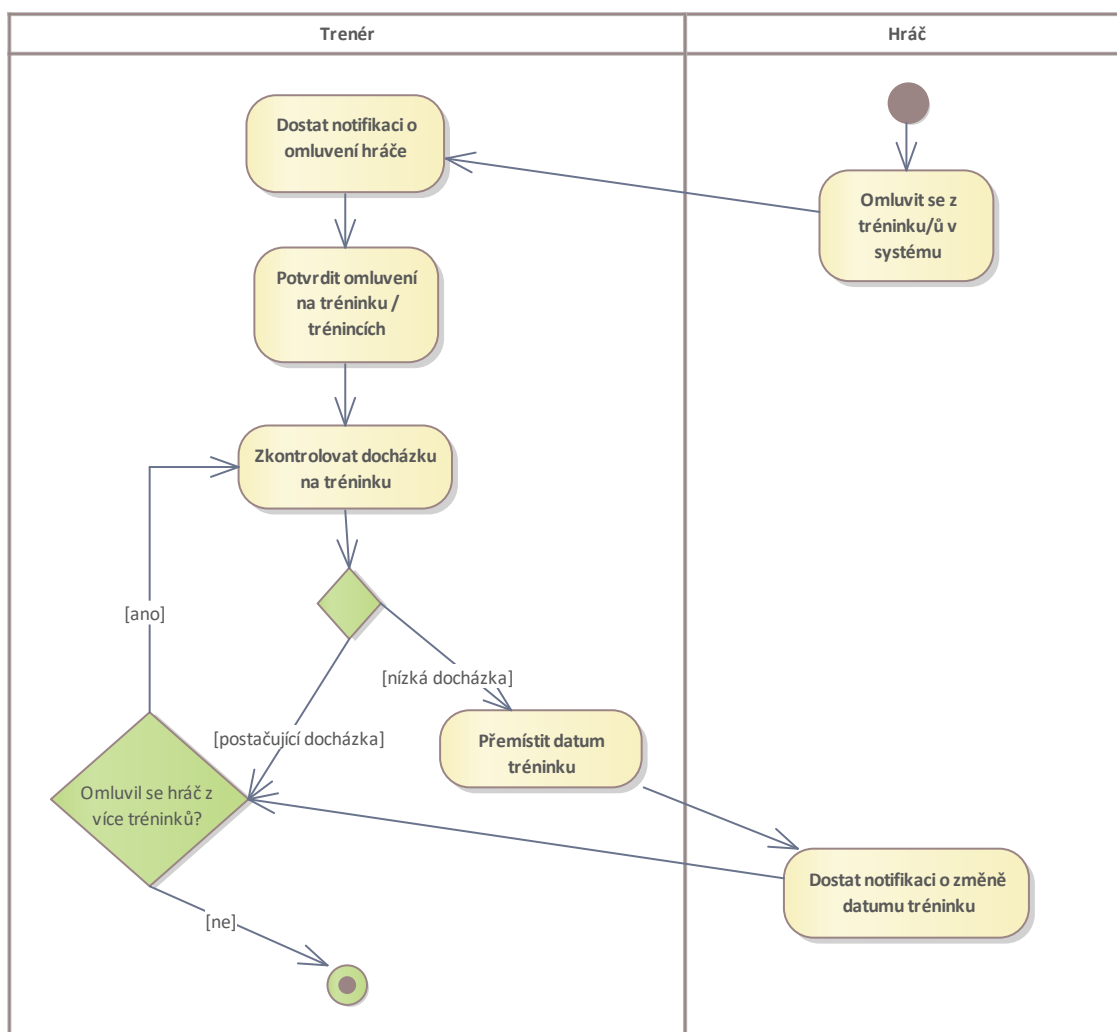 Trenér
Hráč
Dostat notifikaci o
omluvení hráče
Omluvit se z
tréninku/ů v
systému
Potvrdit omluvení
na tréninku /
trénincích
Zkontrolovat docházku
na tréninku
[ano]
[nízká docházka]
[postačující docházka]
Přemístit datum
tréninku
Omluvil se hráč z
více tréninků?
Dostat notifikaci o změně
datumu tréninku
[ne]